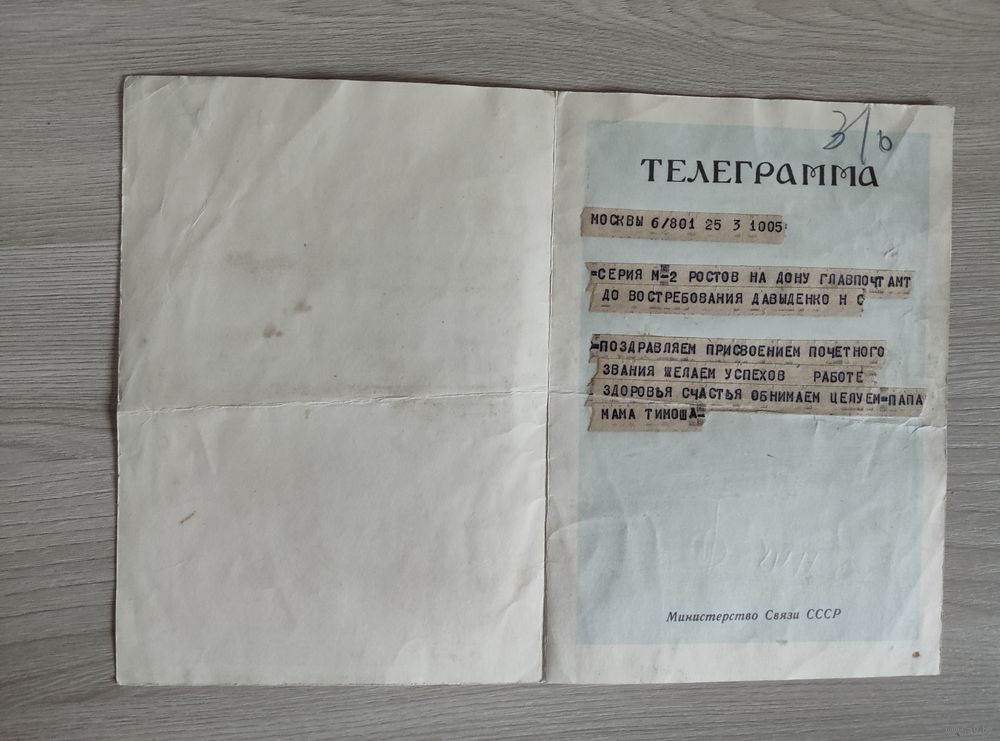 ТЕЛЕГРАММА
МОСКВЫ 6/801 25 3 1005=
=СЕРИЯ М-2 РОСТОВ НА ДОНУ ГЛАВПОЧТАМТ
ДО ВОСТРЕБОВАНИЯ ДАВЫДЕНКО Н С
=ПОЗДРАВЛЯЕМ ПРИСВОЕНИЕМ ПОЧЕТНОГО
ЗВАНИЯ ЖЕЛАЕМ УСПЕХОВ РАБОТЕ
ЗДОРОВЬЯ СЧАСТЬЯ ОБНИМАЕМ ЦЕЛУЕМ=ПАПА
МАМА ТИМОША=
Министерство Связи СССР